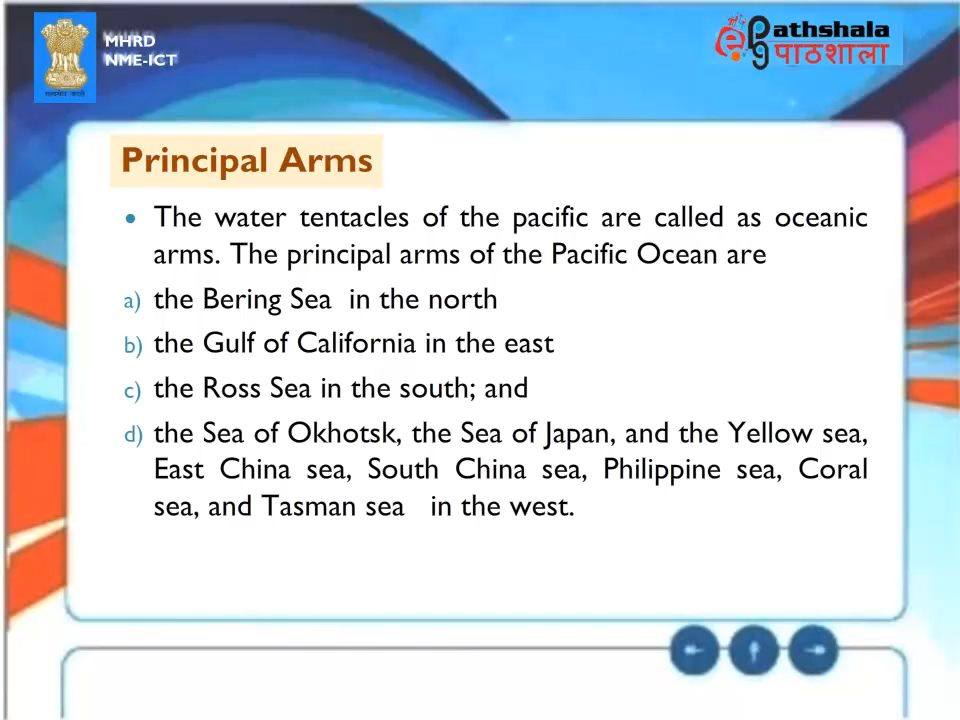 MHRD
NME-ICT
ePathshala
पाठशाला
Principal Arms
• The water tentacles of the pacific are called as oceanic
arms. The principal arms of the Pacific Ocean are
a) the Bering Sea in the north
b) the Gulf of California in the east
c) the Ross Sea in the south; and
d) the Sea of Okhotsk, the Sea of Japan, and the Yellow sea,
East China sea, South China sea, Philippine sea, Coral
sea, and Tasman sea in the west.